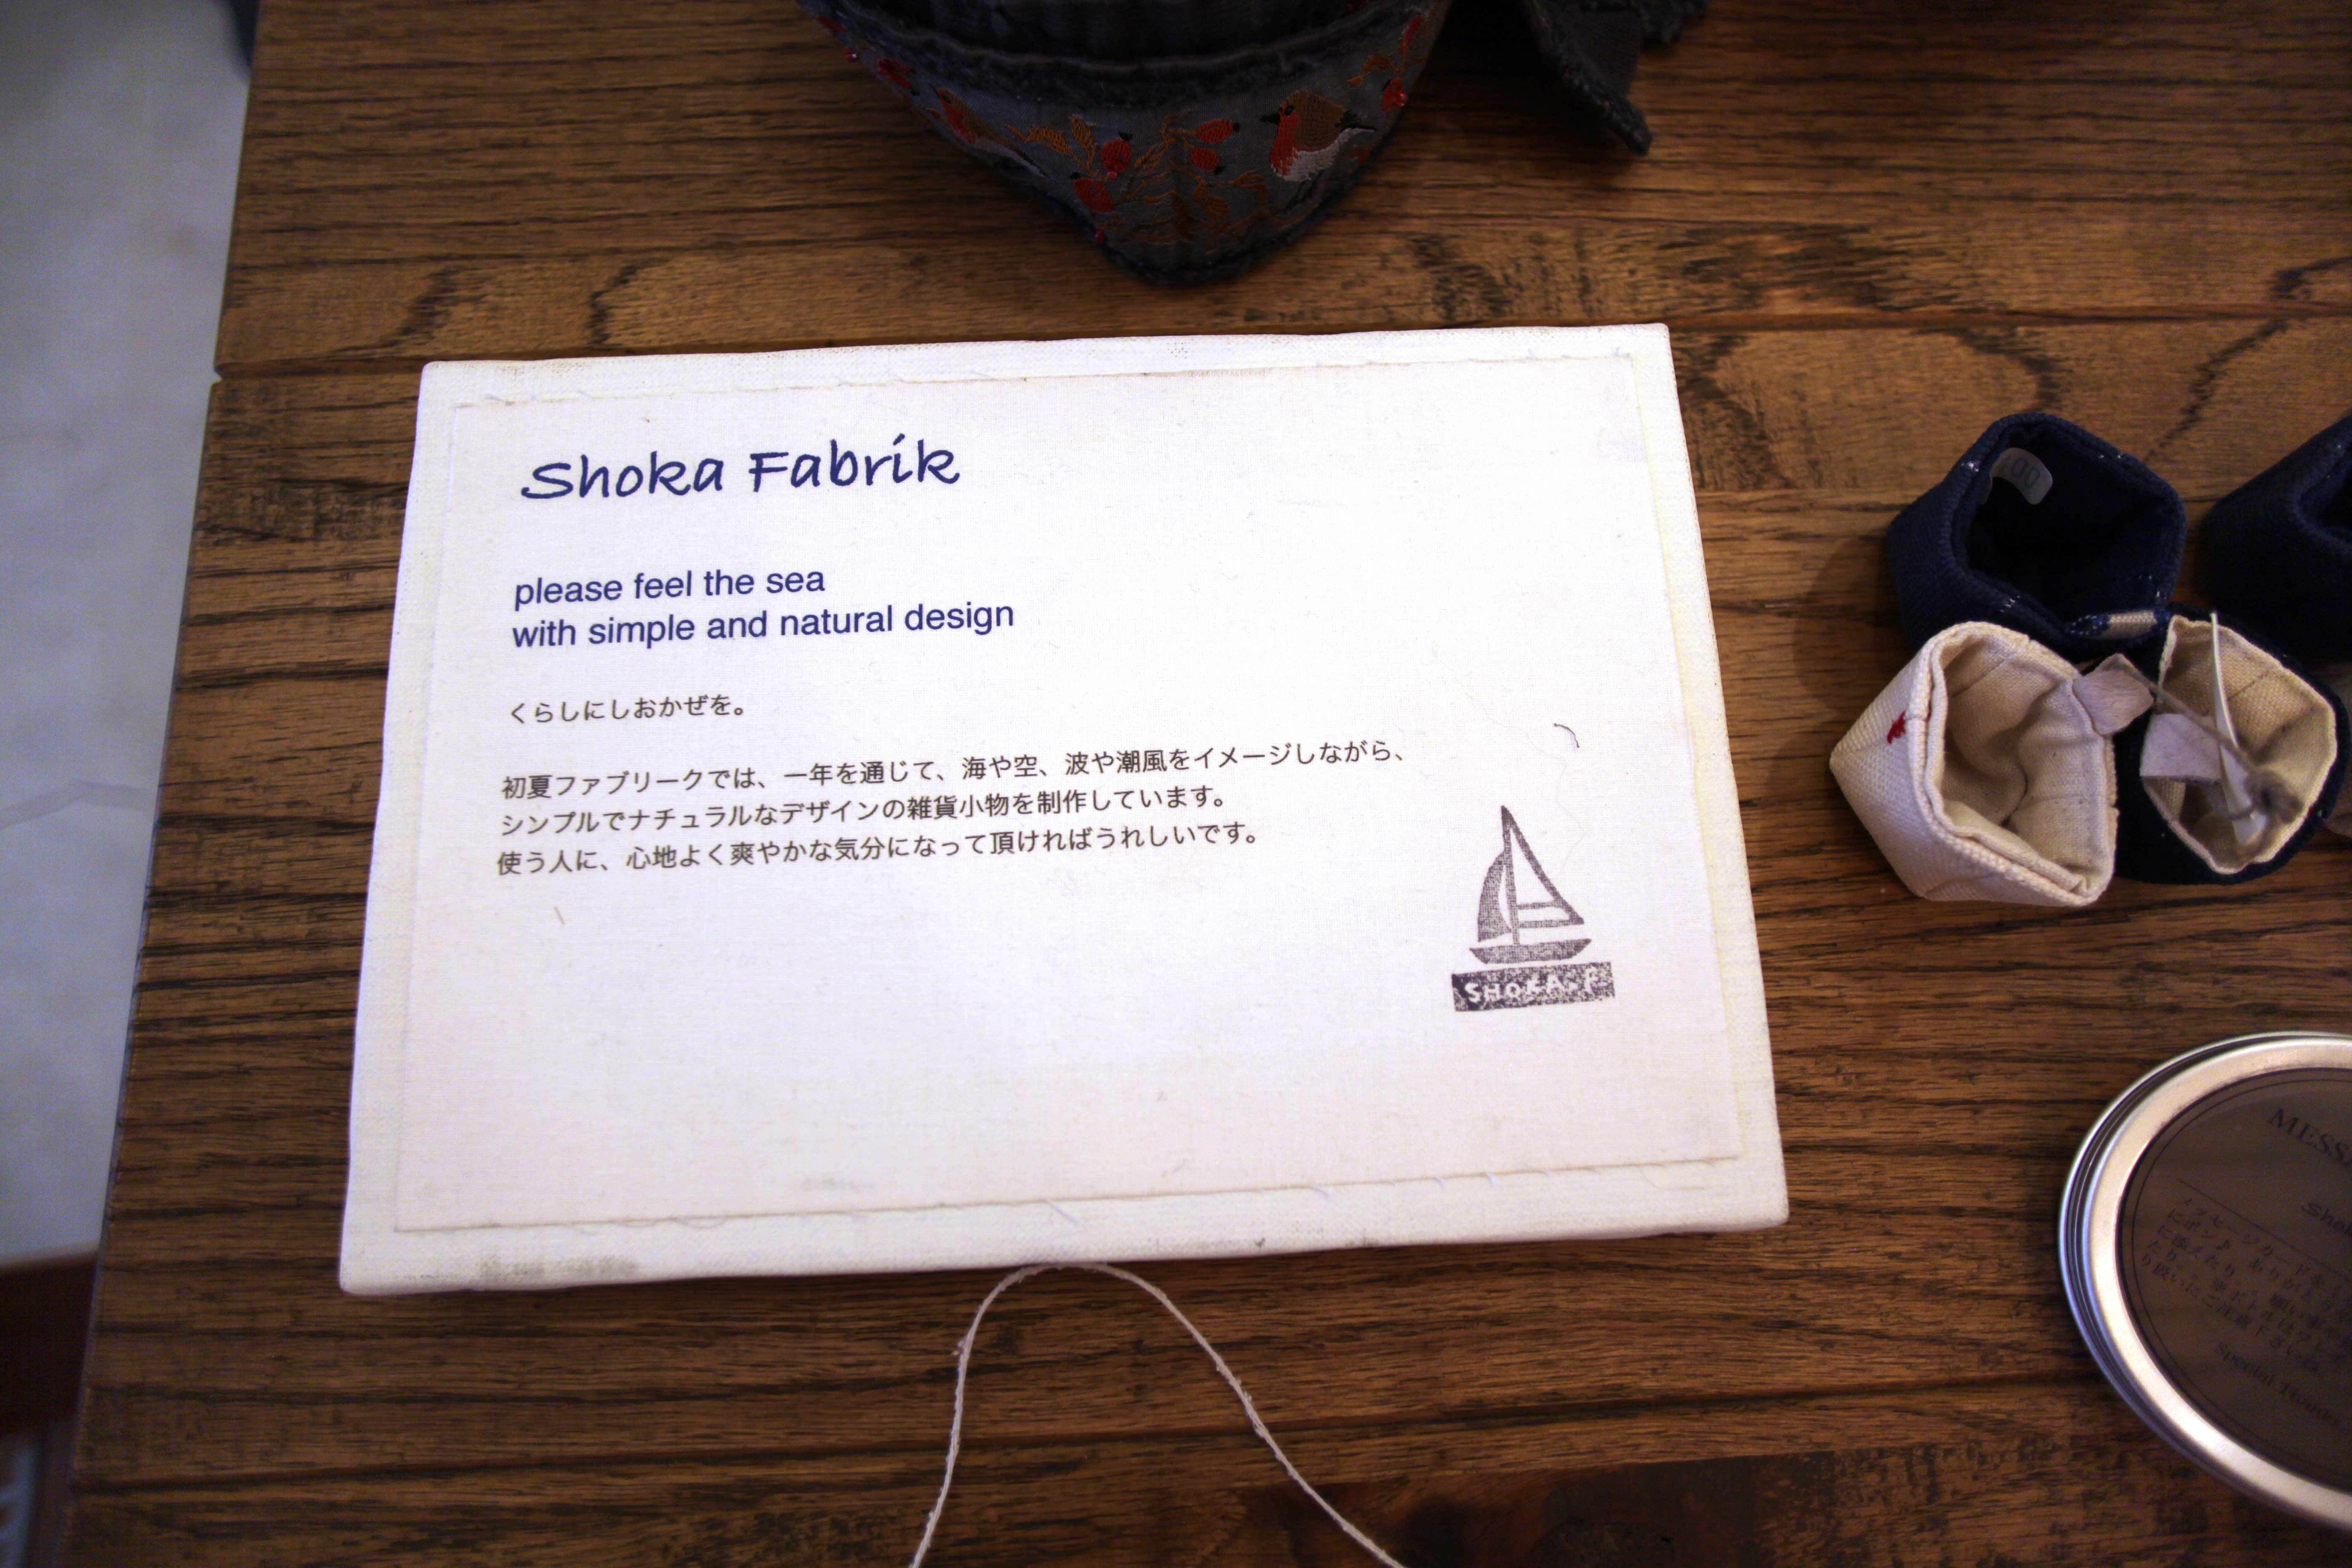 Shoka Fabrik
please feel the sea
with simple and natural design
くらしにしおかぜを。
初夏ファブリークでは、一年を通じて、海や空、波や潮風をイメージしながら、
シンプルでナチュラルなデザインの雑貨小物を制作しています。
使う人に、心地よく爽やかな気分になって頂ければうれしいです。
SHOKA.F